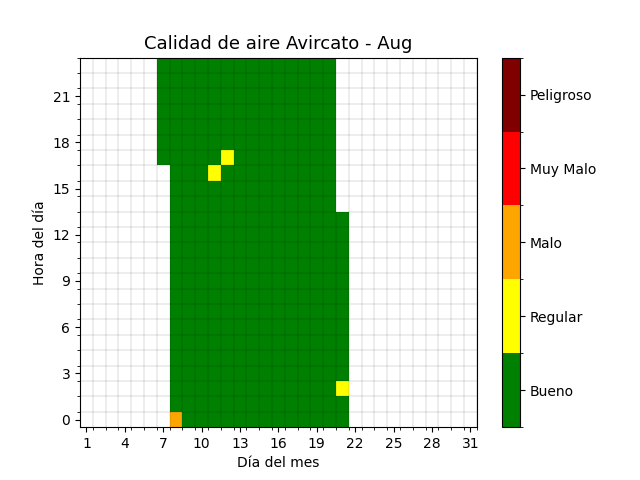 Calidad de aire Avircato - Aug
Hora del día
21
18
15
12
9
6
3
0
1 4 7 10 13 16 19 22 25 28 31
Día del mes
Peligroso
Muy Malo
Malo
Regular
Bueno